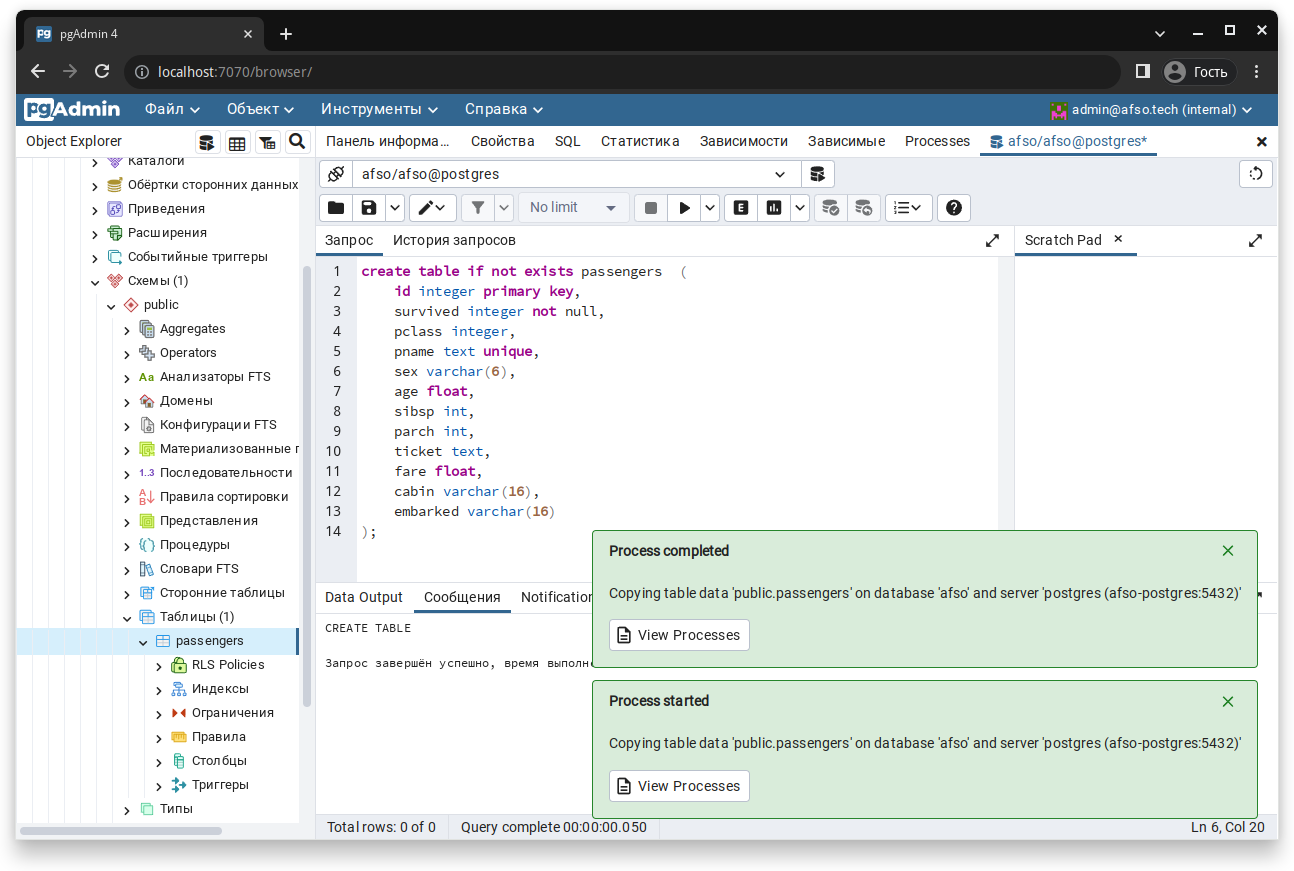 pgAdmin 4
localhost:7070/browser/
Гость
pgAdmin
Файл
Объект
Инструменты
Справка
admin@afso.tech (internal)
Object Explorer
Каталоги
Обёртки сторонних данных
Приведения
Расширения
Событийные триггеры
Схемы (1)
public
Aggregates
Operators
Aa Анализаторы FTS
Домены
Конфигурации FTS
Материализованные
1..3 Последовательности
Правила сортировки
Представления
Процедуры
Словари FTS
Сторонние таблицы
Таблицы (1)
passengers
RLS Policies
Индексы
Ограничения
Правила
Столбцы
Триггеры
Типы
Панель информа...
Свойства
SQL
Статистика
Зависимости
Зависимые
Processes
afso/afso@postgres*
afso/afso@postgres
No limit
E
Запрос
История запросов
Scratch Pad
1 create table if not exists passengers (
2 id integer primary key,
3 survived integer not null,
4 pclass integer,
5 pname text unique,
6 sex varchar(6),
7 age float,
8 sibsp int,
9 parch int,
10 ticket text,
11 fare float,
12 cabin varchar(16),
13 embarked varchar(16)
14 );
Data Output
Сообщения
Notification
CREATE TABLE
Запрос завершён успешно, время
Process completed
Copying table data 'public.passengers' on database 'afso' and server 'postgres (afso-postgres:5432)'
View Processes
Process started
Copying table data 'public.passengers' on database 'afso' and server 'postgres (afso-postgres:5432)'
View Processes
Total rows: 0 of 0
Query complete 00:00:00.050
Ln 6, Col 20